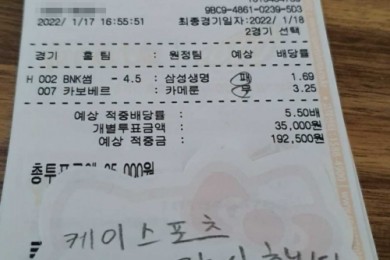 9BC9-4861-0239-503
2022/ 1/17 16:55:51 최종경기일자:2022/ 1/18
2경기 선택
경기 홈 팀 : 원정팀 예상 배당률
H 002 BNK썸 - 4.5 : 삼성생명 패 1.69
007 카보베르 : 카메룬 무 3.25
예상 적중배당률 : 5.50배
개별투표금액 : 35,000원
예상 적중금 : 192,500원
케이스포츠